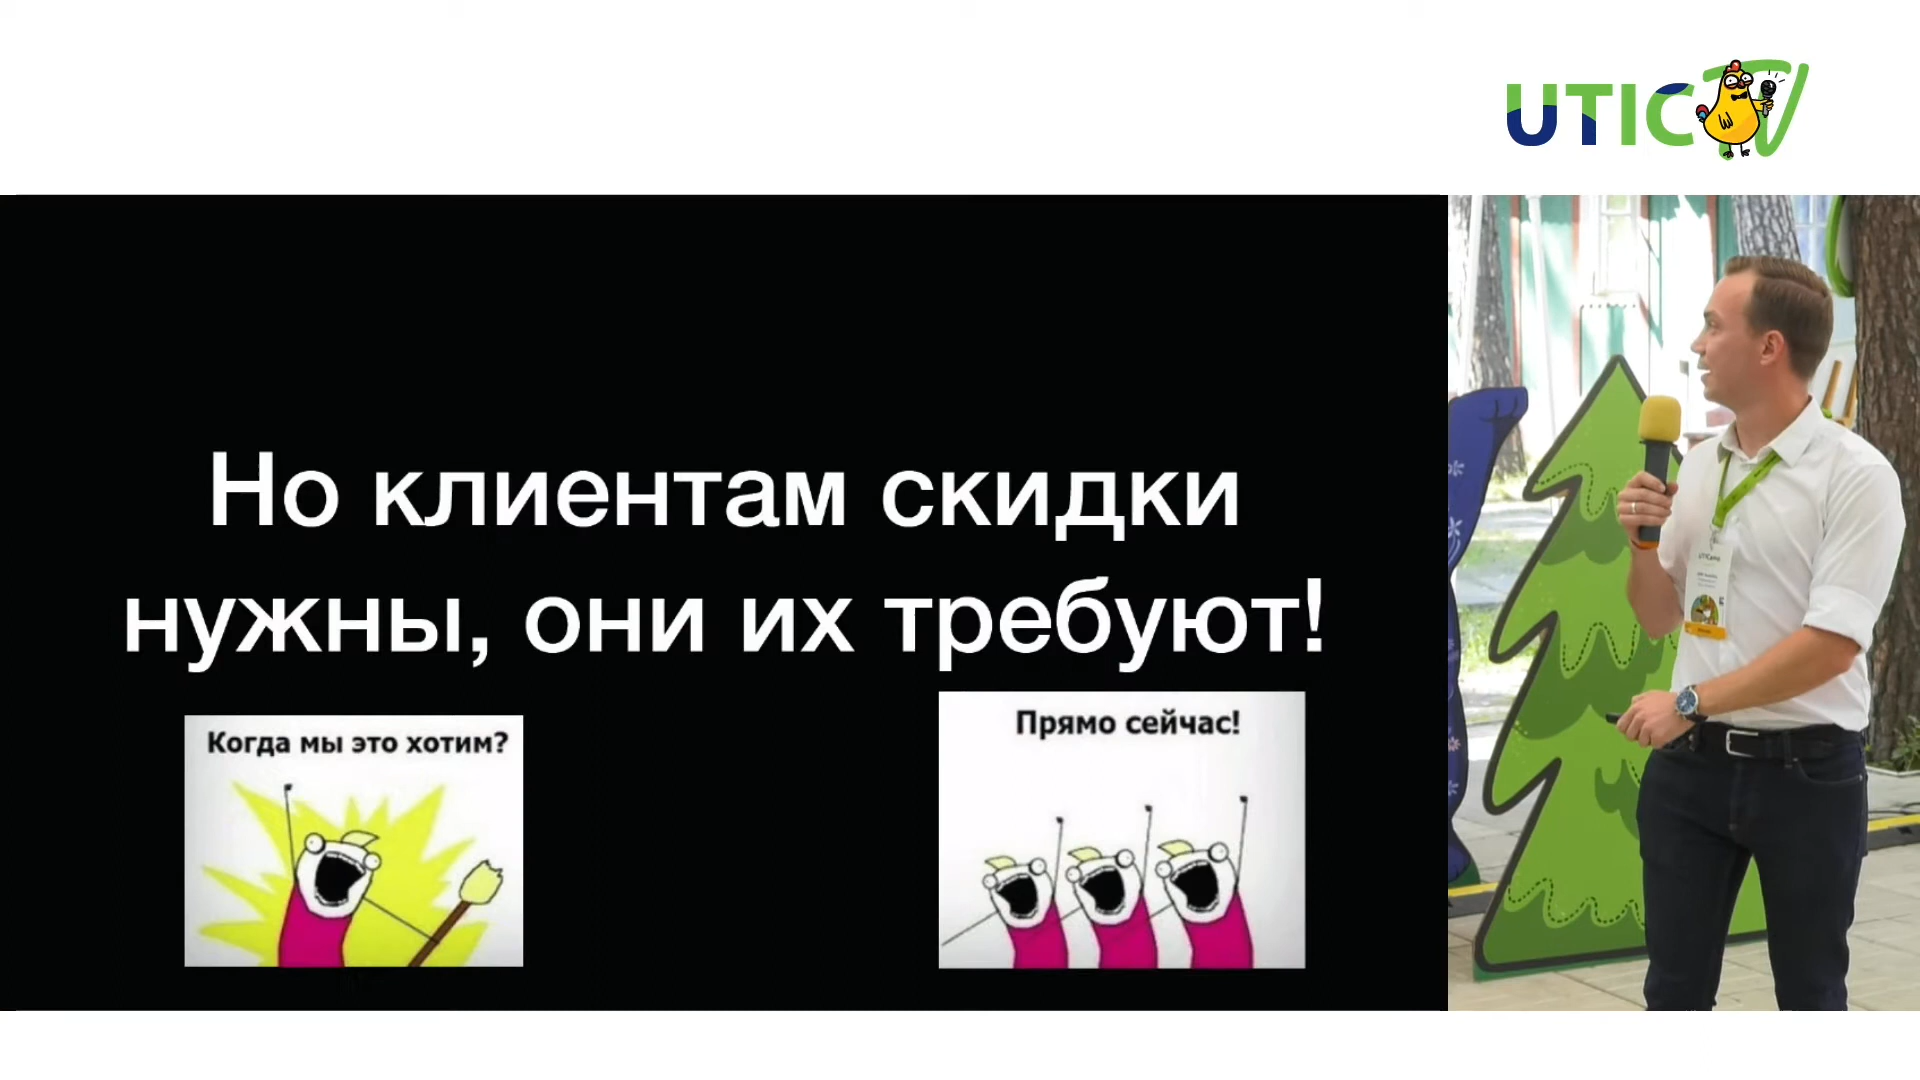 UTIC TV
Но клиентам скидки
нужны, они их требуют!
Когда мы это хотим?
Прямо сейчас!